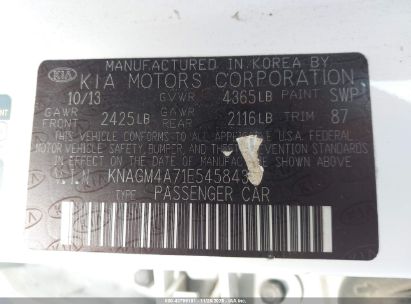 MANUFACTURED IN KOREA BY
KIA KIA MOTORS CORPORATION
10/13 GVWR 4365LB PAINT SWP
GAWR FRONT 2425LB GAWR REAR 2116LB TRIM 87
THIS VEHICLE CONFORMS TO ALL APPLICABLE U.S.A. FEDERAL
MOTOR VEHICLE SAFETY, BUMPER, AND THEFT PREVENTION
STANDARDS IN EFFECT ON THE DATE OF MANUFACTURE SHOWN ABOVE.
V.I.N KNAGM4A71E545843
TYPE: PASSENGER CAR